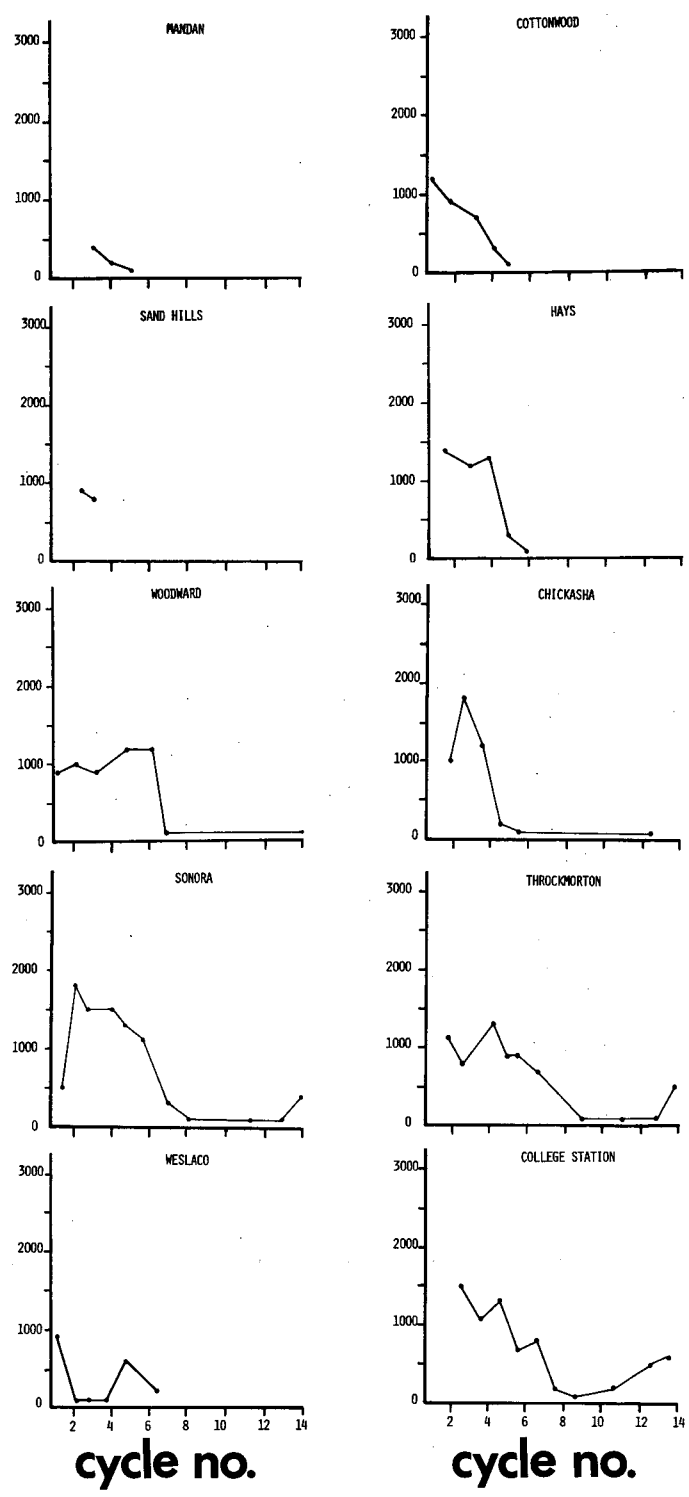 MANDAN
3000
2000
1000
0
COTTONWOOD
3000
2000
1000
0
SAND HILLS
3000
2000
1000
0
HAYS
3000
2000
1000
0
WOODWARD
3000
2000
1000
0
CHICKASHA
3000
2000
1000
0
SONORA
3000
2000
1000
0
THROCKMORTON
3000
2000
1000
0
WESLACO
3000
2000
1000
0
2 4 6 8 10 12 14
cycle no.
COLLEGE STATION
3000
2000
1000
0
2 4 6 8 10 12 14
cycle no.